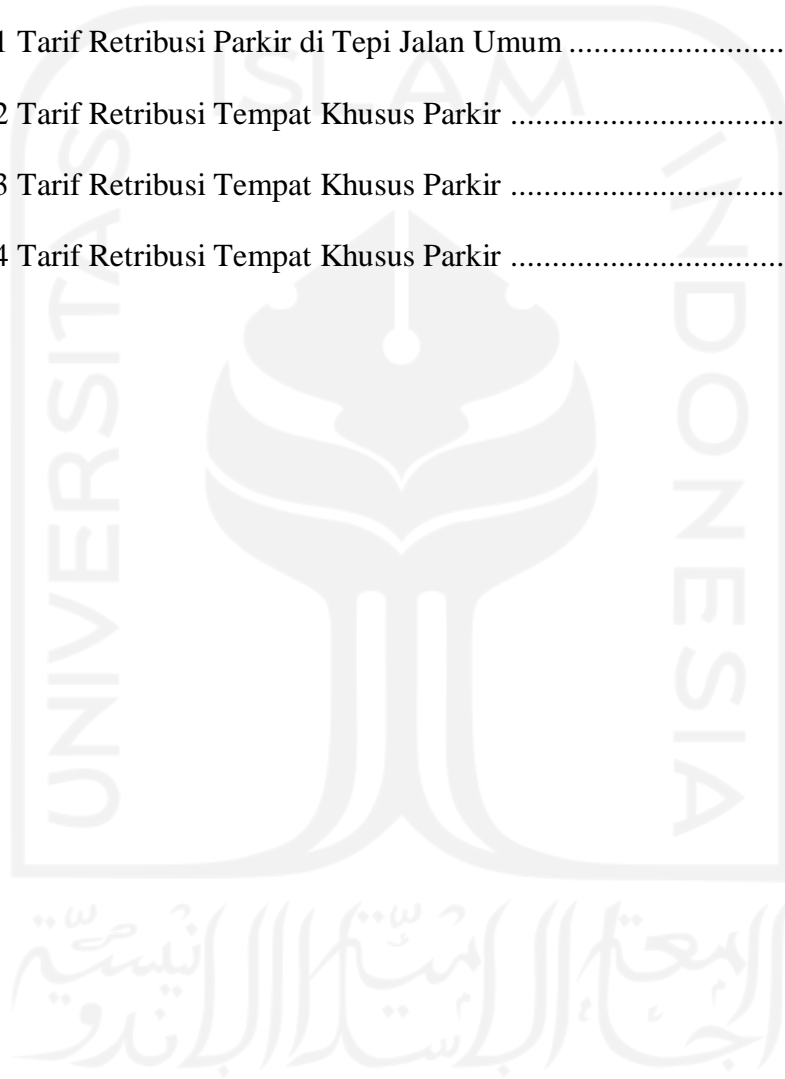 1 Tarif Retribusi Parkir di Tepi Jalan Umum ..........................
2 Tarif Retribusi Tempat Khusus Parkir .................................
3 Tarif Retribusi Tempat Khusus Parkir .................................
4 Tarif Retribusi Tempat Khusus Parkir .................................
ISLAM
UNIVERSITAS
INDONESIA